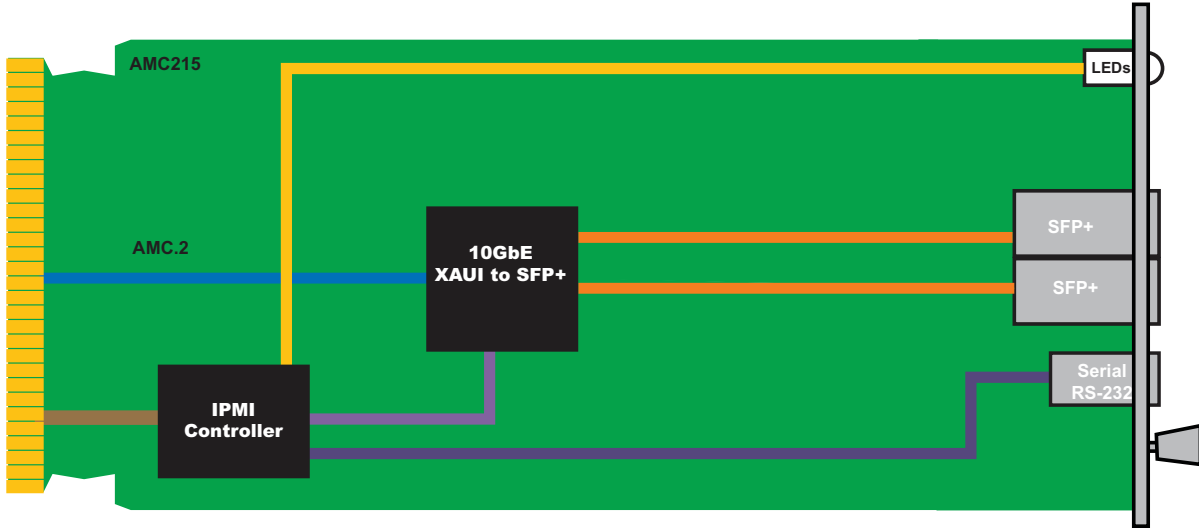 AMC215
LEDs
AMC.2
10GbE
XAUI to SFP+
SFP+
SFP+
IPMI
Controller
Serial
RS-232